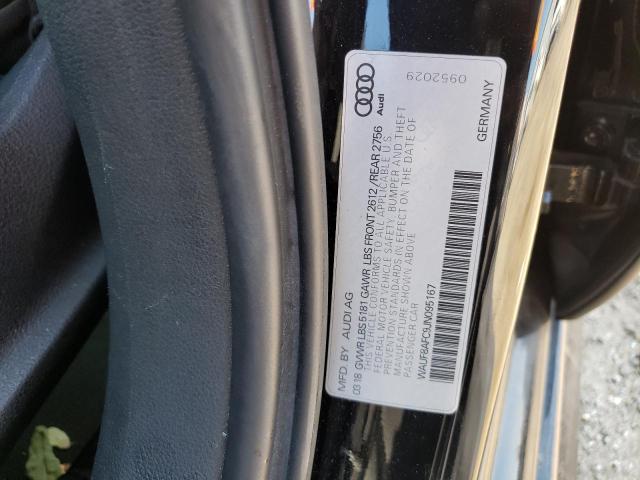 MFD. BY AUDI AG Audi 0952029
03.18 GVWR LBS 5181 GAWR LBS FRONT 2612 / REAR 2756
THIS VEHICLE CONFORMS TO ALL APPLICABLE U.S.
FEDERAL MOTOR VEHICLE SAFETY, BUMPER AND THEFT
PREVENTION STANDARDS IN EFFECT ON THE DATE OF
MANUFACTURE SHOWN ABOVE
PASSENGER CAR
WAUF8AFC9JN095167 GERMANY